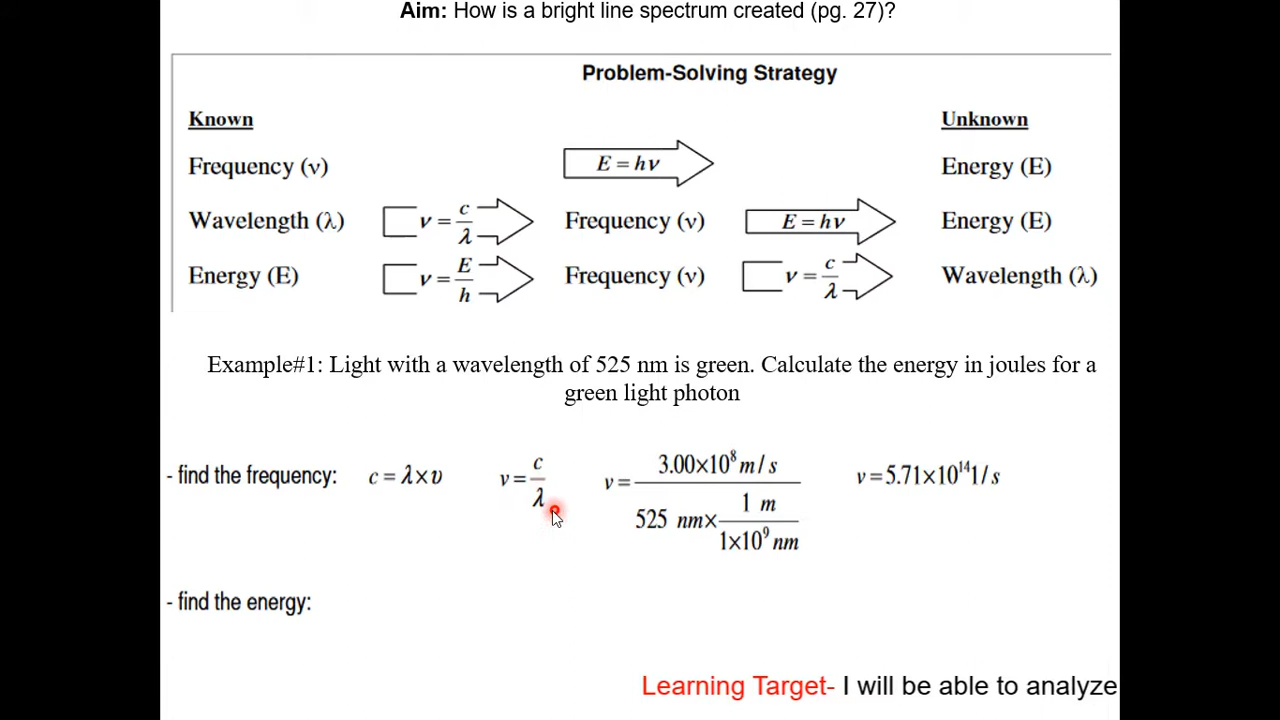 Aim: How is a bright line spectrum created (pg. 27)?
Problem-Solving Strategy
Known Unknown
Frequency (ν) E = hν Energy (E)
Wavelength (λ) ν = c/λ Frequency (ν) E = hν Energy (E)
Energy (E) ν = E/h Frequency (ν) ν = c/λ Wavelength (λ)
Example#1: Light with a wavelength of 525 nm is green. Calculate the energy in joules for a
green light photon
- find the frequency: c = λ×υ ν = c/λ ν = 3.00×10⁸ m/s / (525 nm × 1 m / 1×10⁹ nm) ν = 5.71×10¹⁴ 1/s
- find the energy:
Learning Target- I will be able to analyze